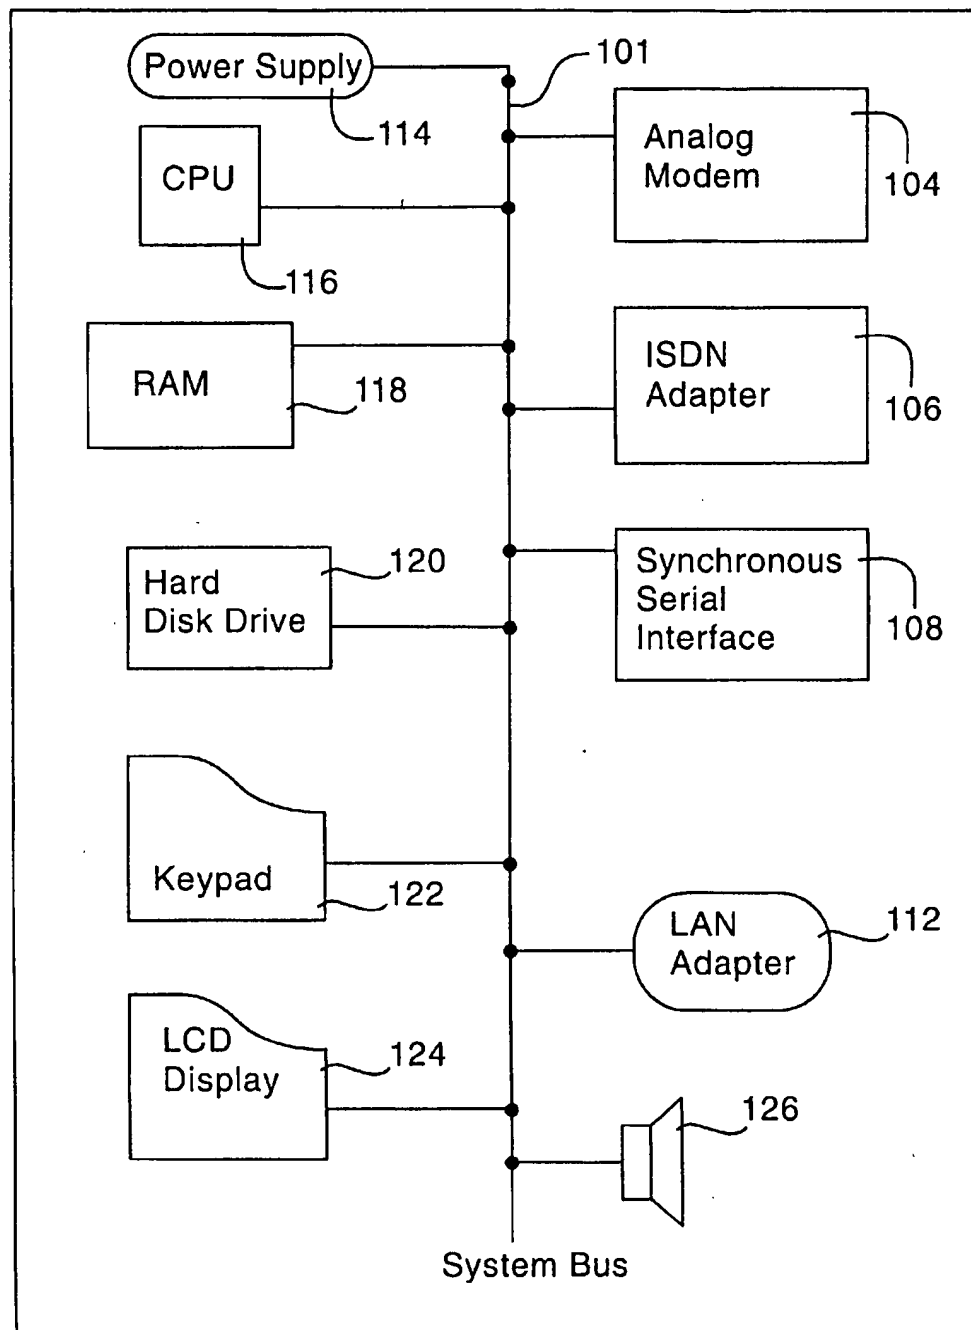 Power Supply
114
101
Analog
Modem
104
CPU
116
RAM
118
ISDN
Adapter
106
Hard
Disk Drive
120
Synchronous
Serial
Interface
108
Keypad
122
LAN
Adapter
112
LCD
Display
124
126
System Bus